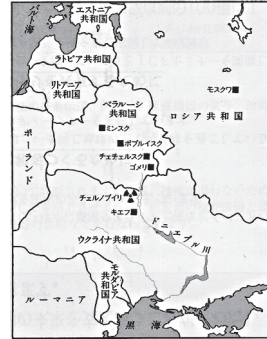 バルト海
エストニア
共和国
ラトビア共和国
リトアニア
共和国
モスクワ
ベラルーシ
共和国
ロシア共和国
ミンスク
ボブルイスク
チェチェルスク
ゴメリ
ポーランド
チェルノブイリ
キエフ
ドニエプル川
ウクライナ共和国
モルダビア
共和国
ルーマニア
黒海